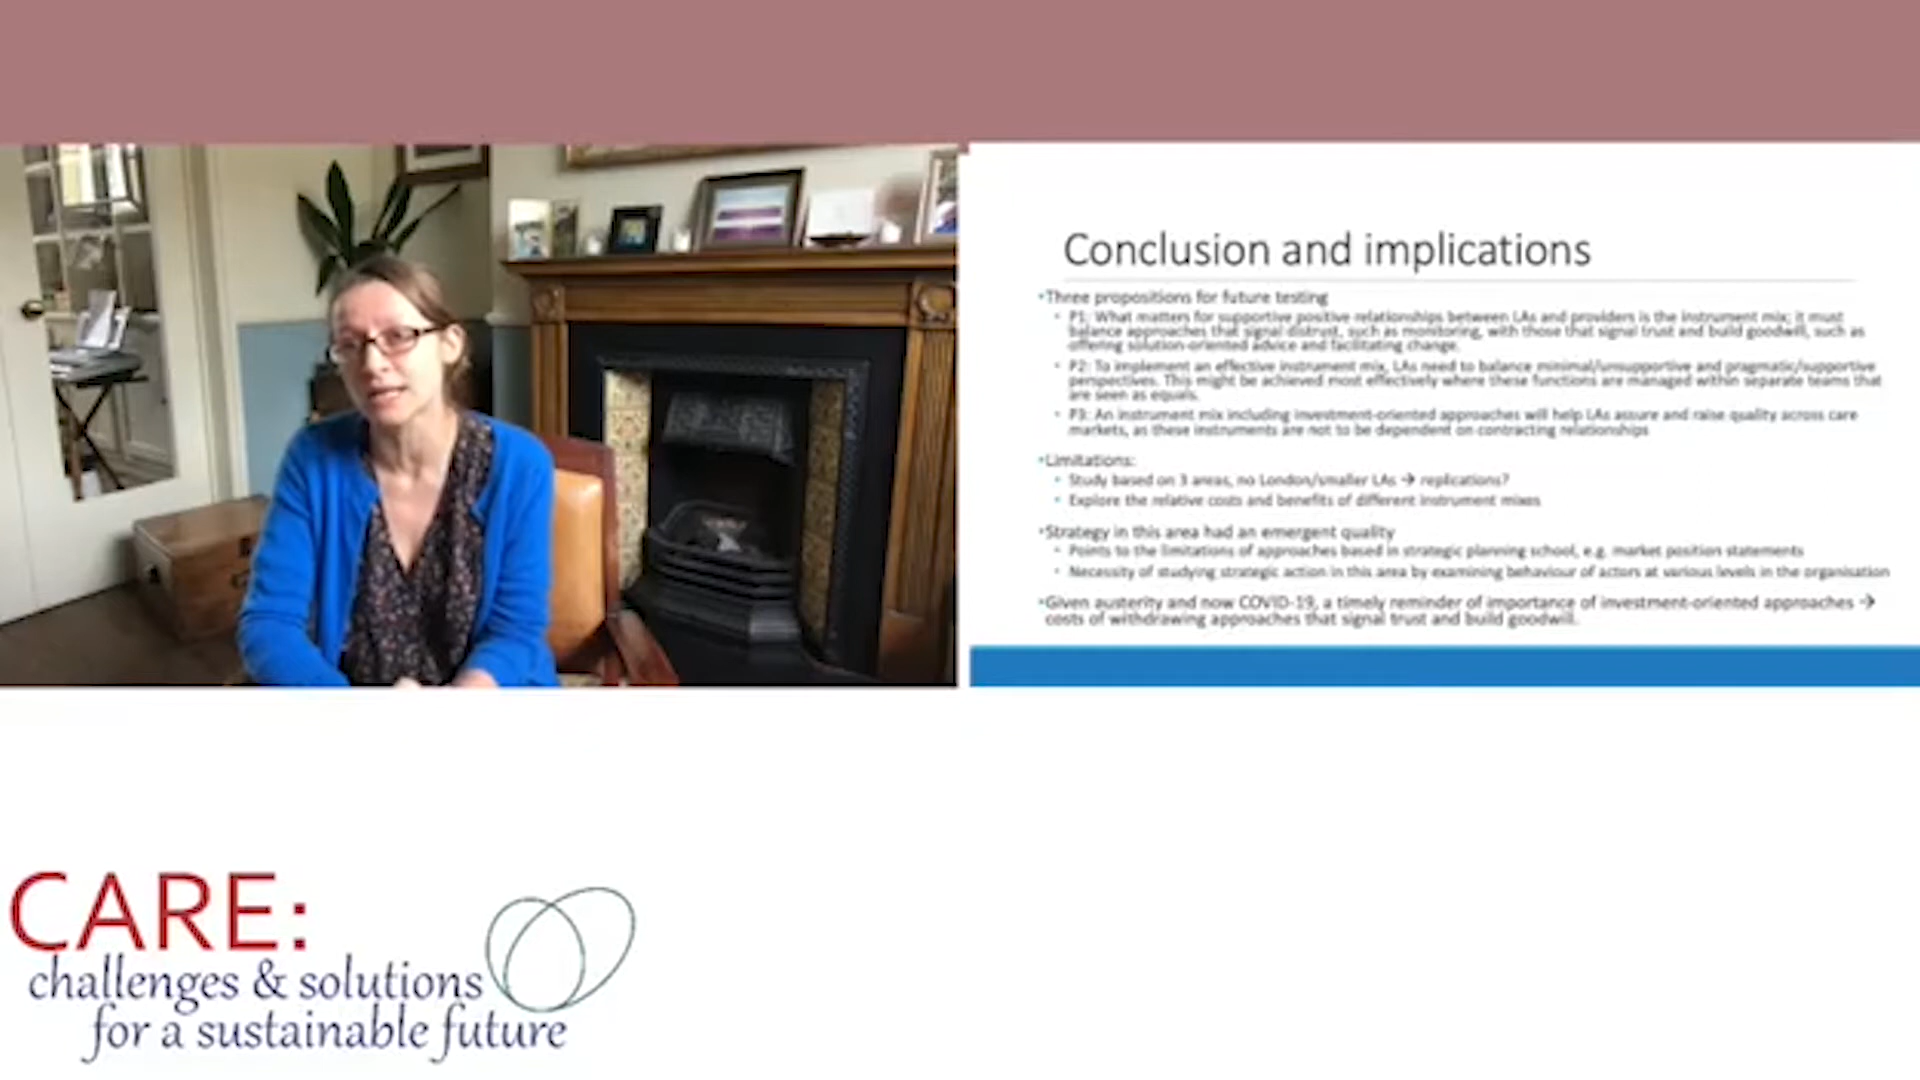 Conclusion and implications
•Three propositions for future testing
• P1: What matters for supportive positive relationships between LAs and providers is the instrument mix; it must
balance approaches that signal distrust, such as monitoring, with those that signal trust and build goodwill, such as
offering solution-oriented advice and facilitating change.
• P2: To implement an effective instrument mix, LAs need to balance minimal/unsupportive and pragmatic/supportive
perspectives. This might be achieved most effectively where these functions are managed within separate teams that
are seen as equals.
• P3: An instrument mix including investment-oriented approaches will help LAs assure and raise quality across care
markets, as these instruments are not to be dependent on contracting relationships
•Limitations:
• Study based on 3 areas, no London/smaller LAs → replications?
• Explore the relative costs and benefits of different instrument mixes
•Strategy in this area had an emergent quality
• Points to the limitations of approaches based in strategic planning school, e.g. market position statements
• Necessity of studying strategic action in this area by examining behaviour of actors at various levels in the organisation
•Given austerity and now COVID-19, a timely reminder of importance of investment-oriented approaches →
costs of withdrawing approaches that signal trust and build goodwill.
CARE:
challenges & solutions
for a sustainable future